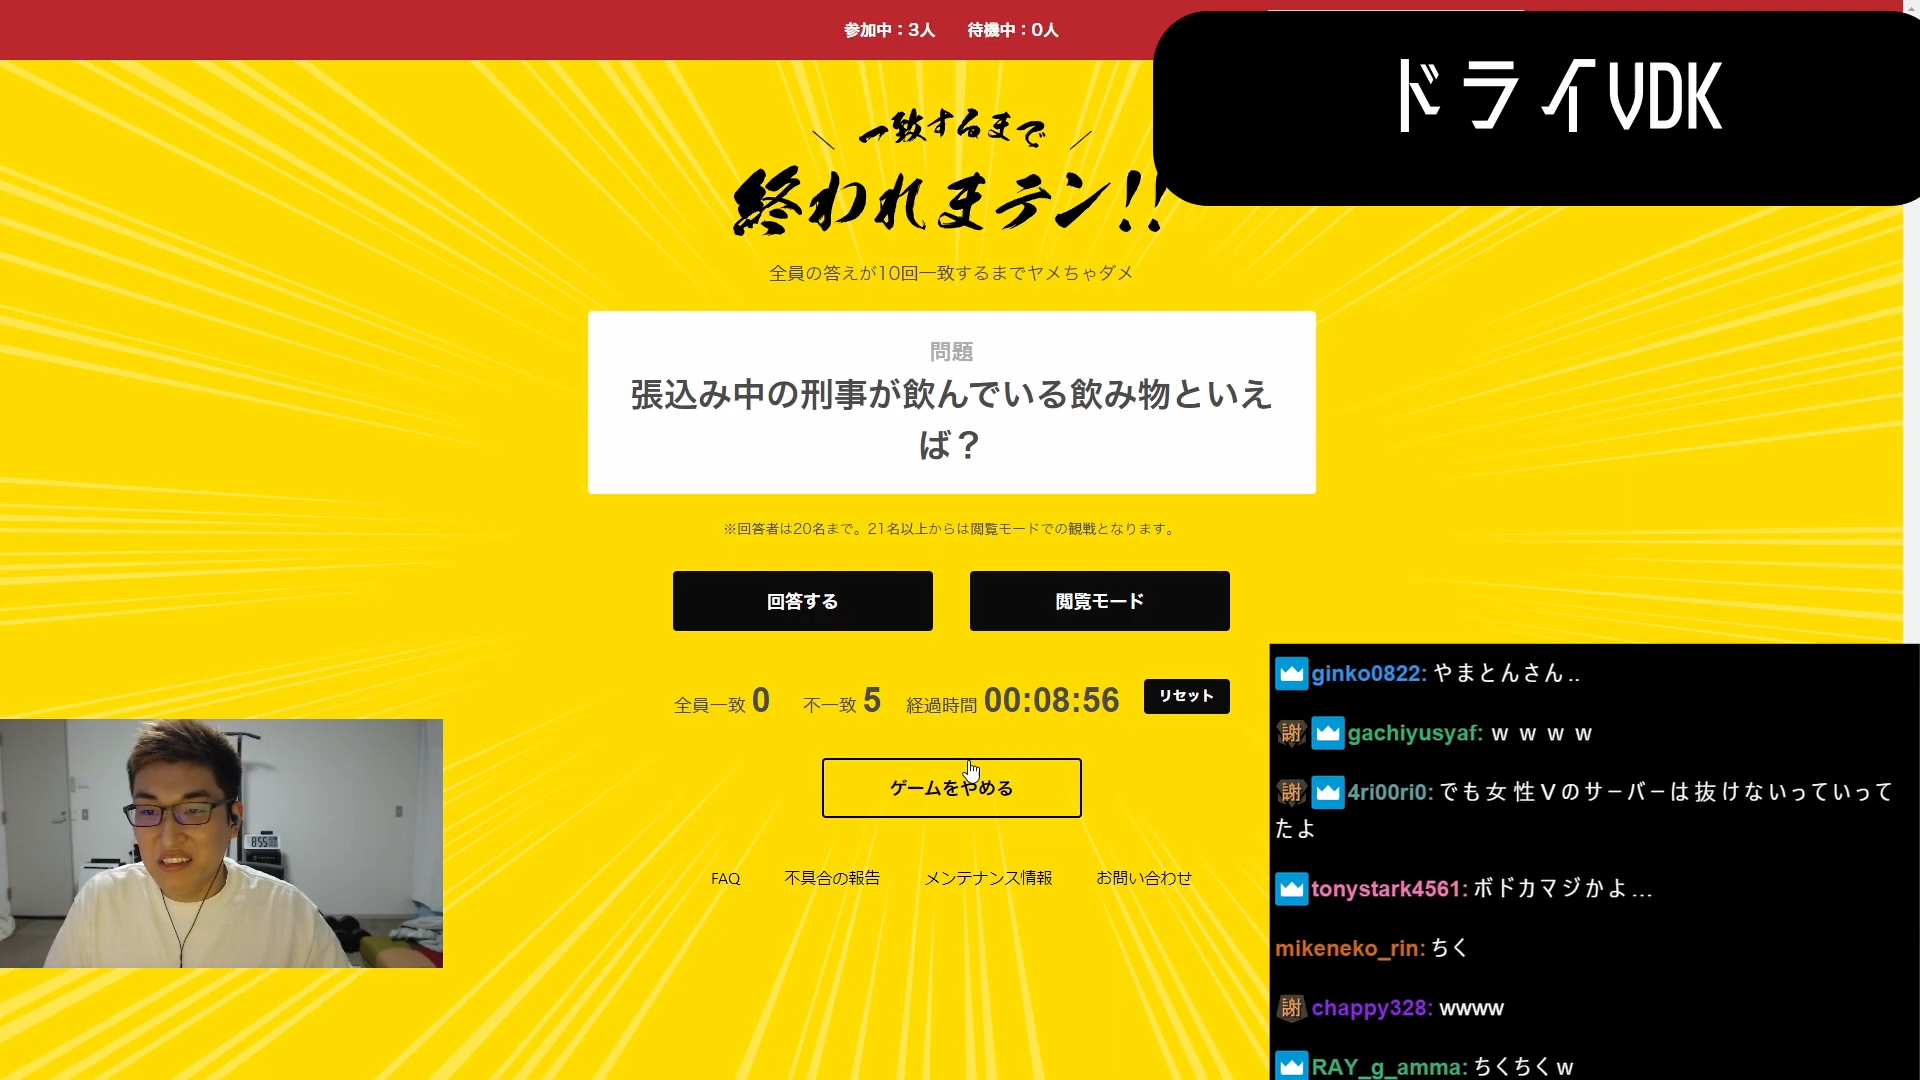 参加中：3人　待機中：0人
ドライVDK
一致するまで
終われまテン!!
全員の答えが10回一致するまでヤメちゃダメ
問題
張込み中の刑事が飲んでいる飲み物といえ
ば？
※回答者は20名まで。21名以上からは閲覧モードでの観戦となります。
回答する
閲覧モード
全員一致 0　不一致 5　経過時間 00:08:56　リセット
ゲームをやめる
FAQ　不具合の報告　メンテナンス情報　お問い合わせ
855
ginko0822: やまとんさん..
謝 gachiyusyaf: ｗｗｗｗ
謝 4ri00ri0: でも女性Vのサーバーは抜けないっていって
たよ
tonystark4561: ボドカマジかよ...
mikeneko_rin: ちく
謝 chappy328: wwww
RAY_g_amma: ちくちくw